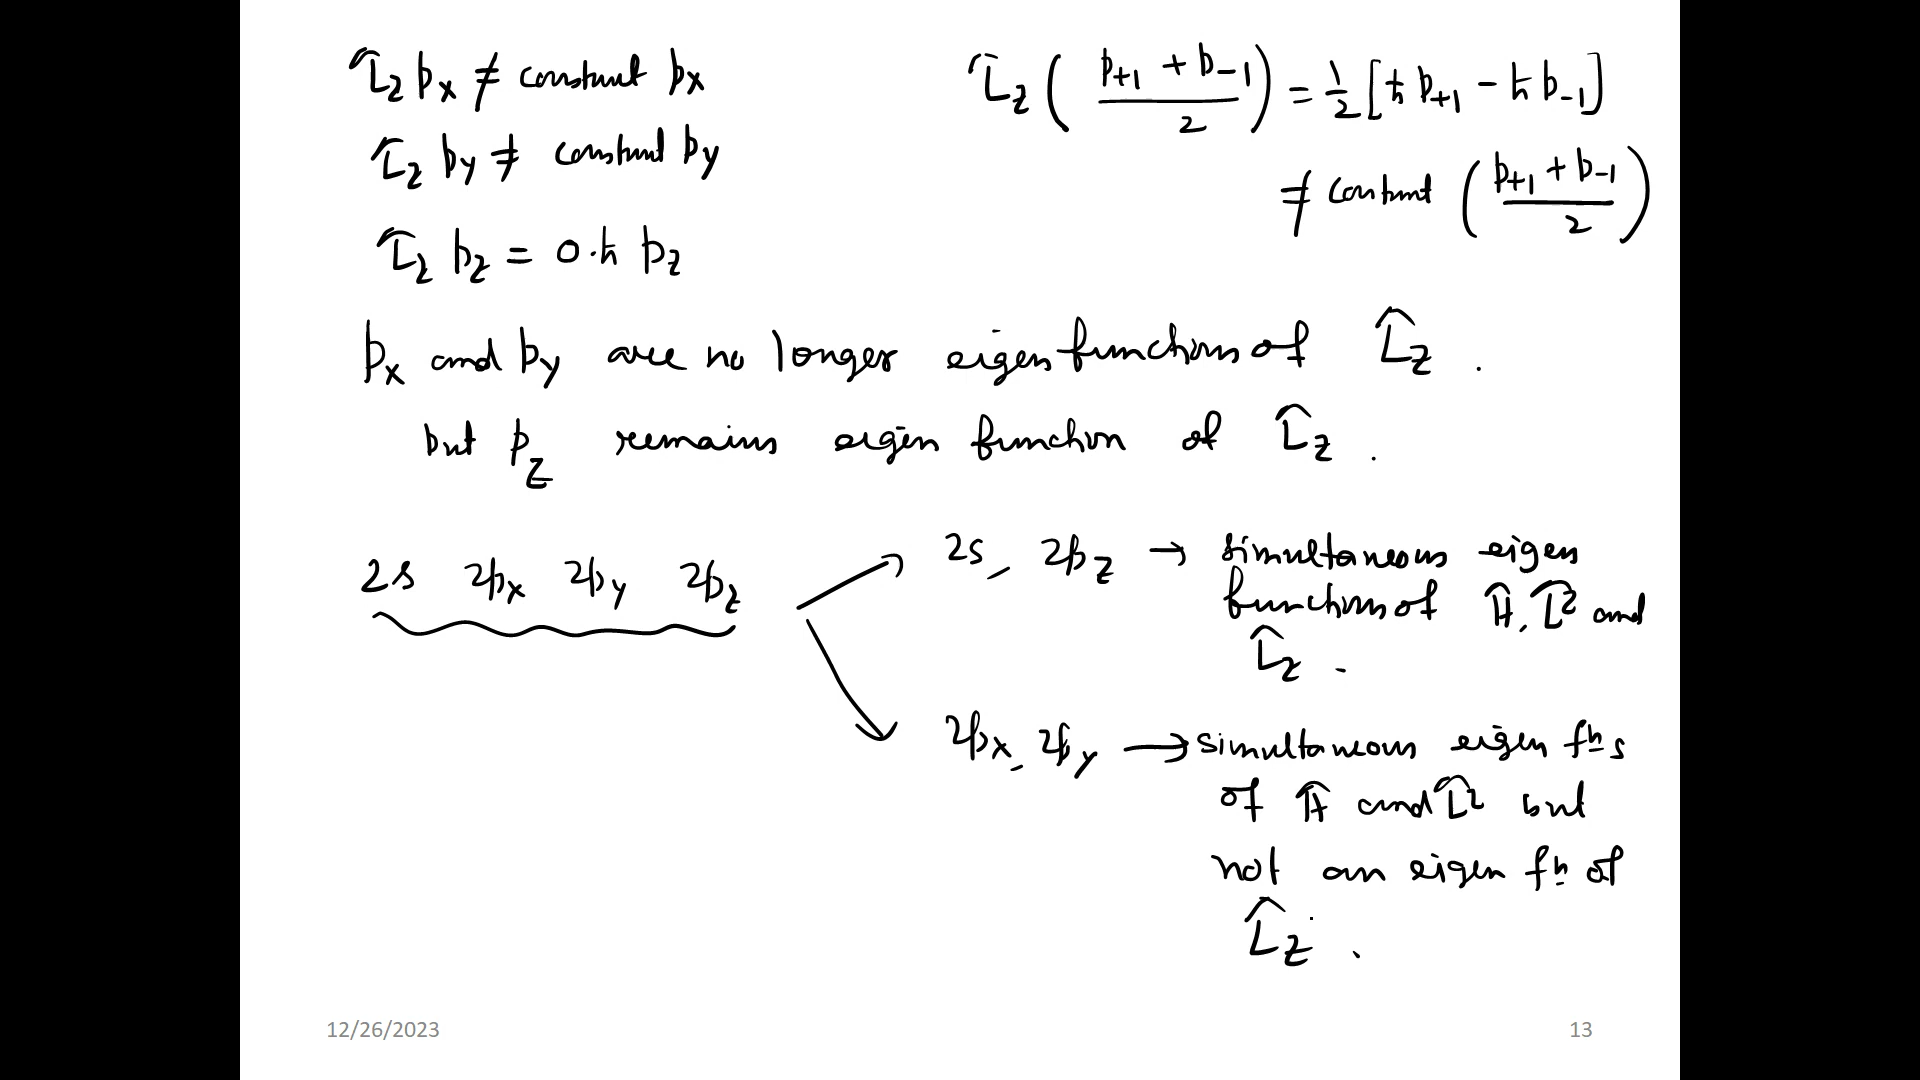 L̂z px ≠ constant px
L̂z py ≠ constant py
L̂z pz = 0·ħ pz
L̂z ( (p+1 + p-1) / 2 ) = 1/2 [ħ p+1 - ħ p-1]
≠ constant ( (p+1 + p-1) / 2 )
px and py are no longer eigen functions of L̂z .
but pz remains eigen function of L̂z .
2s 2px 2py 2pz
2s, 2pz → simultaneous eigen
functions of Ĥ, L̂² and
L̂z .
2px, 2py → simultaneous eigen fns
of Ĥ and L̂² but
not an eigen fn of
L̂z .
12/26/2023
13